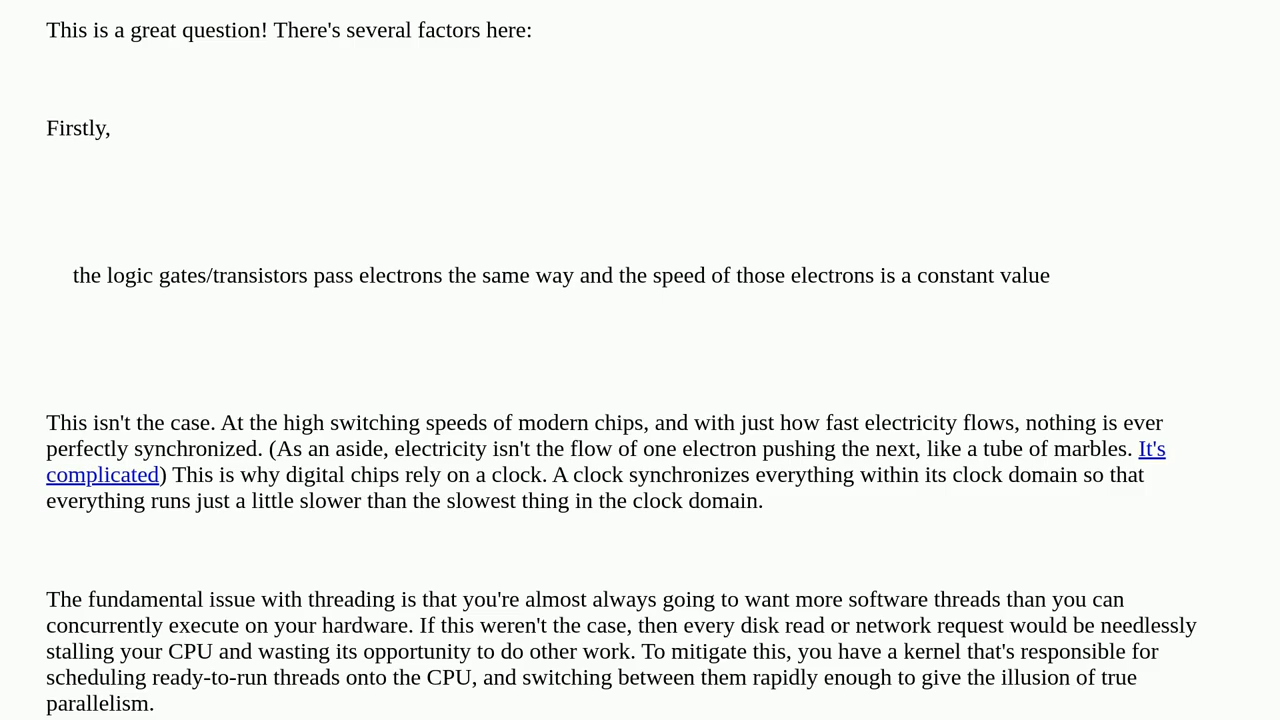 This is a great question! There's several factors here:
Firstly,
the logic gates/transistors pass electrons the same way and the speed of those electrons is a constant value
This isn't the case. At the high switching speeds of modern chips, and with just how fast electricity flows, nothing is ever
perfectly synchronized. (As an aside, electricity isn't the flow of one electron pushing the next, like a tube of marbles. It's
complicated) This is why digital chips rely on a clock. A clock synchronizes everything within its clock domain so that
everything runs just a little slower than the slowest thing in the clock domain.
The fundamental issue with threading is that you're almost always going to want more software threads than you can
concurrently execute on your hardware. If this weren't the case, then every disk read or network request would be needlessly
stalling your CPU and wasting its opportunity to do other work. To mitigate this, you have a kernel that's responsible for
scheduling ready-to-run threads onto the CPU, and switching between them rapidly enough to give the illusion of true
parallelism.